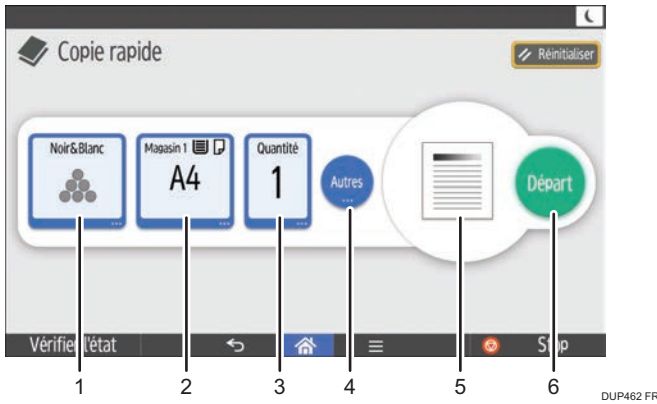 Copie rapide
Réinitialiser
Noir&Blanc
Magasin 1
A4
Quantité
1
Autres
...
Départ
Vérifier l'état
Stop
1 2 3 4 5 6
DUP462 FR